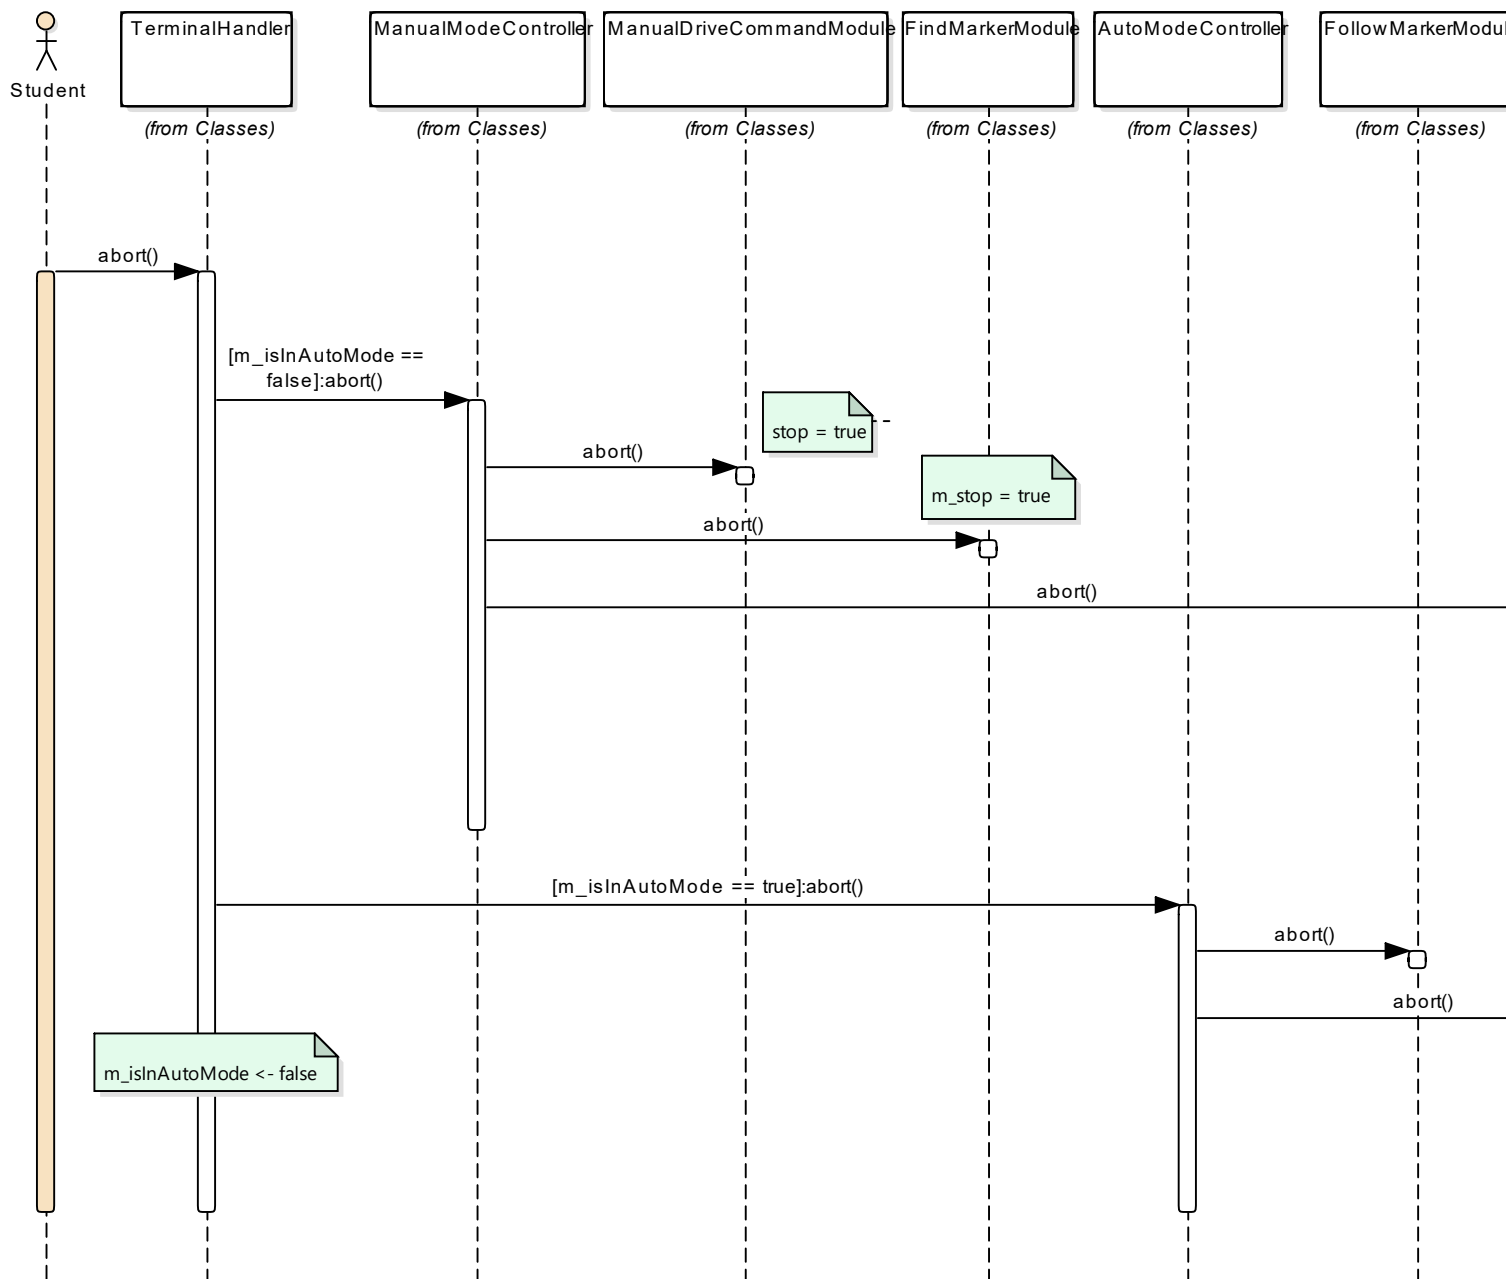 TerminalHandler
ManualModeController
ManualDriveCommandModule
FindMarkerModule
AutoModeController
FollowMarkerModul
Student
(from Classes)
(from Classes)
(from Classes)
(from Classes)
(from Classes)
(from Classes)
abort()
[m_isInAutoMode ==
false]:abort()
stop = true
abort()
m_stop = true
abort()
abort()
[m_isInAutoMode == true]:abort()
abort()
abort()
m_isInAutoMode <- false